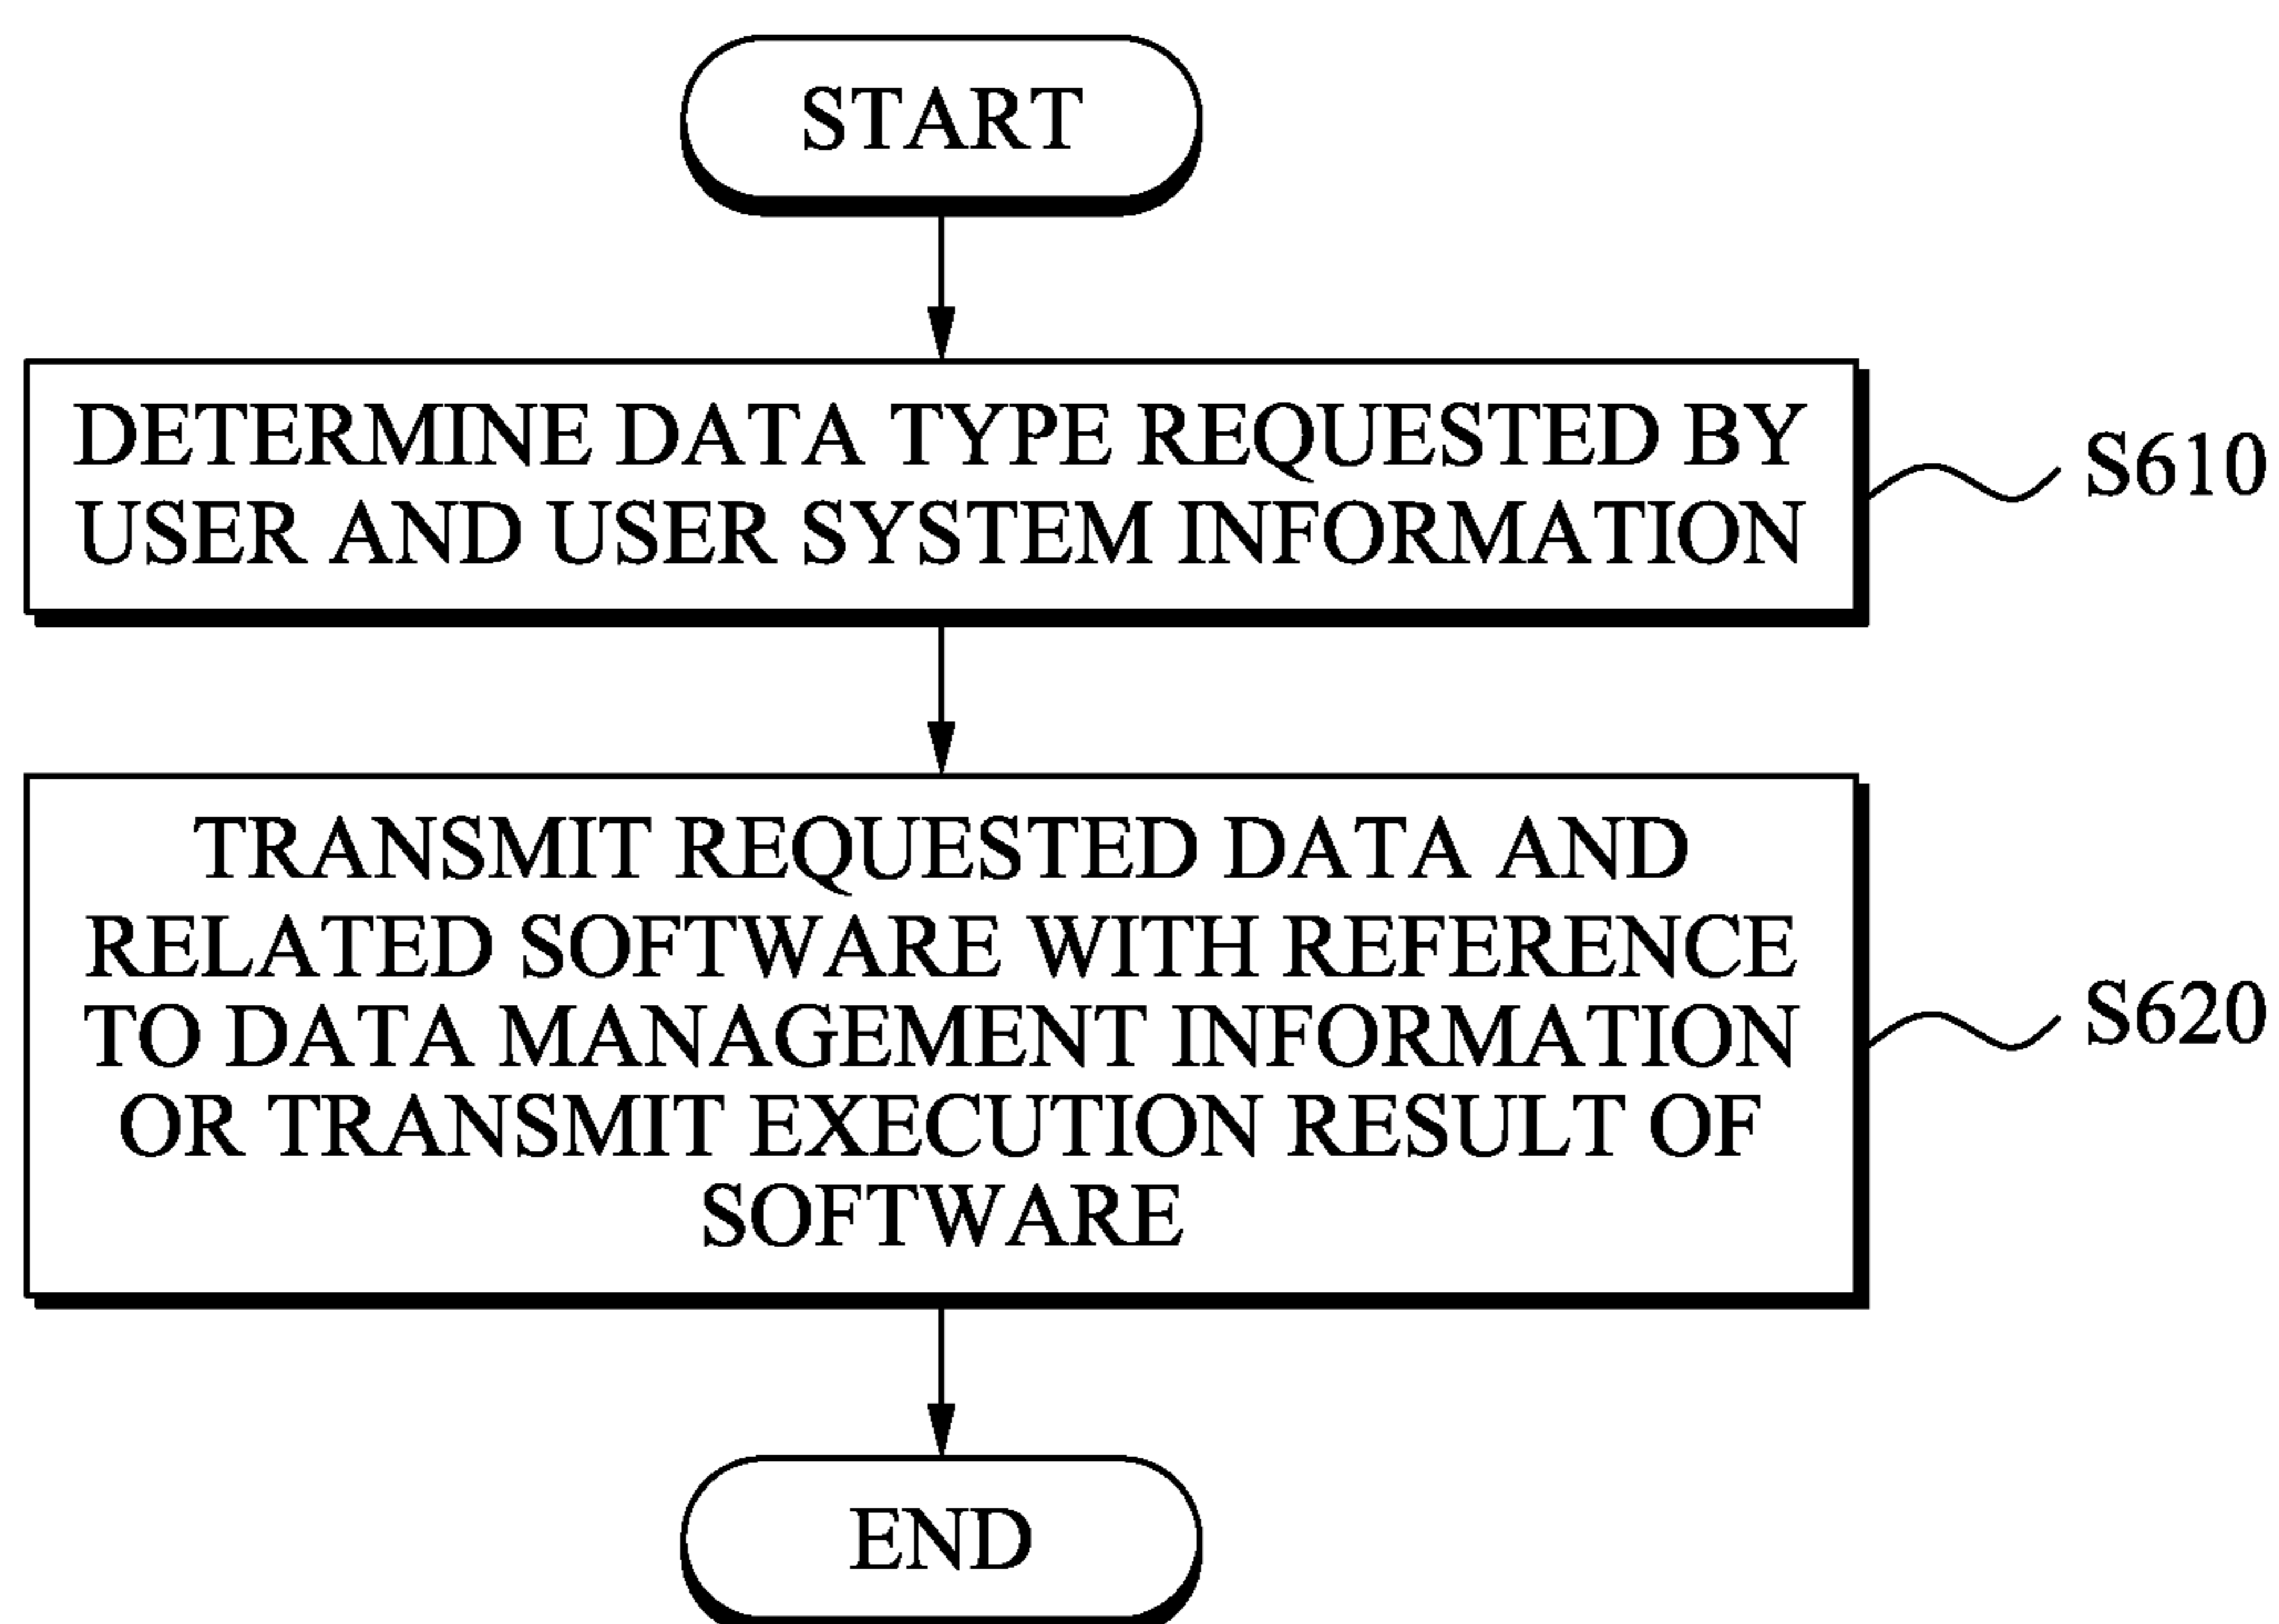 START
DETERMINE DATA TYPE REQUESTED BY
USER AND USER SYSTEM INFORMATION
S610
TRANSMIT REQUESTED DATA AND
RELATED SOFTWARE WITH REFERENCE
TO DATA MANAGEMENT INFORMATION
OR TRANSMIT EXECUTION RESULT OF
SOFTWARE
S620
END